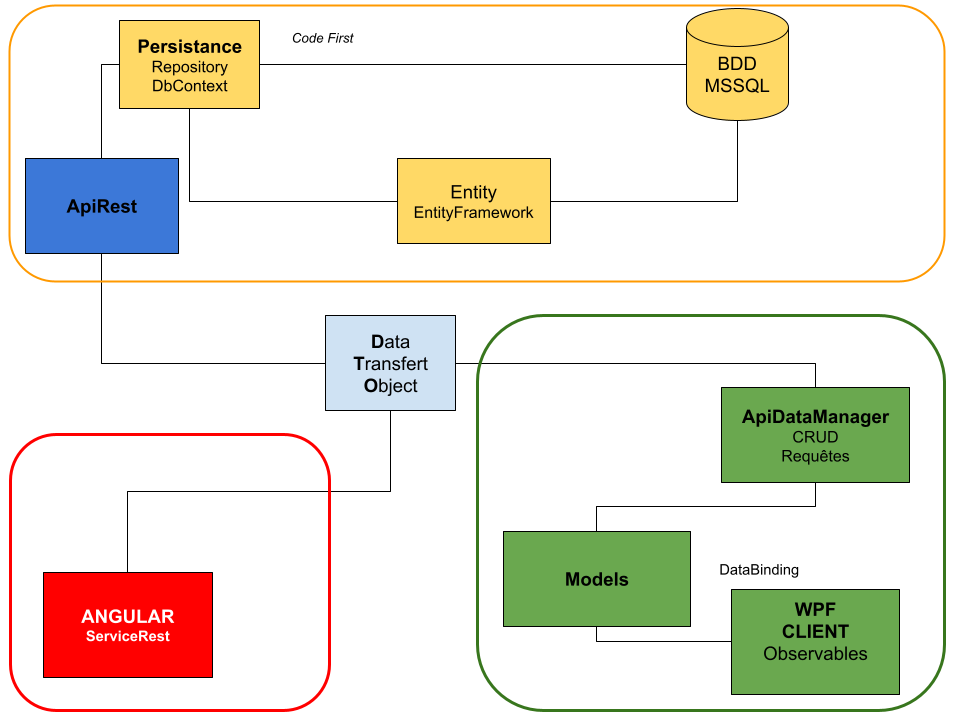 Persistance
Repository
DbContext
Code First
BDD
MSSQL
ApiRest
Entity
EntityFramework
Data
Transfert
Object
ApiDataManager
CRUD
Requêtes
Models
DataBinding
WPF
CLIENT
Observables
ANGULAR
ServiceRest